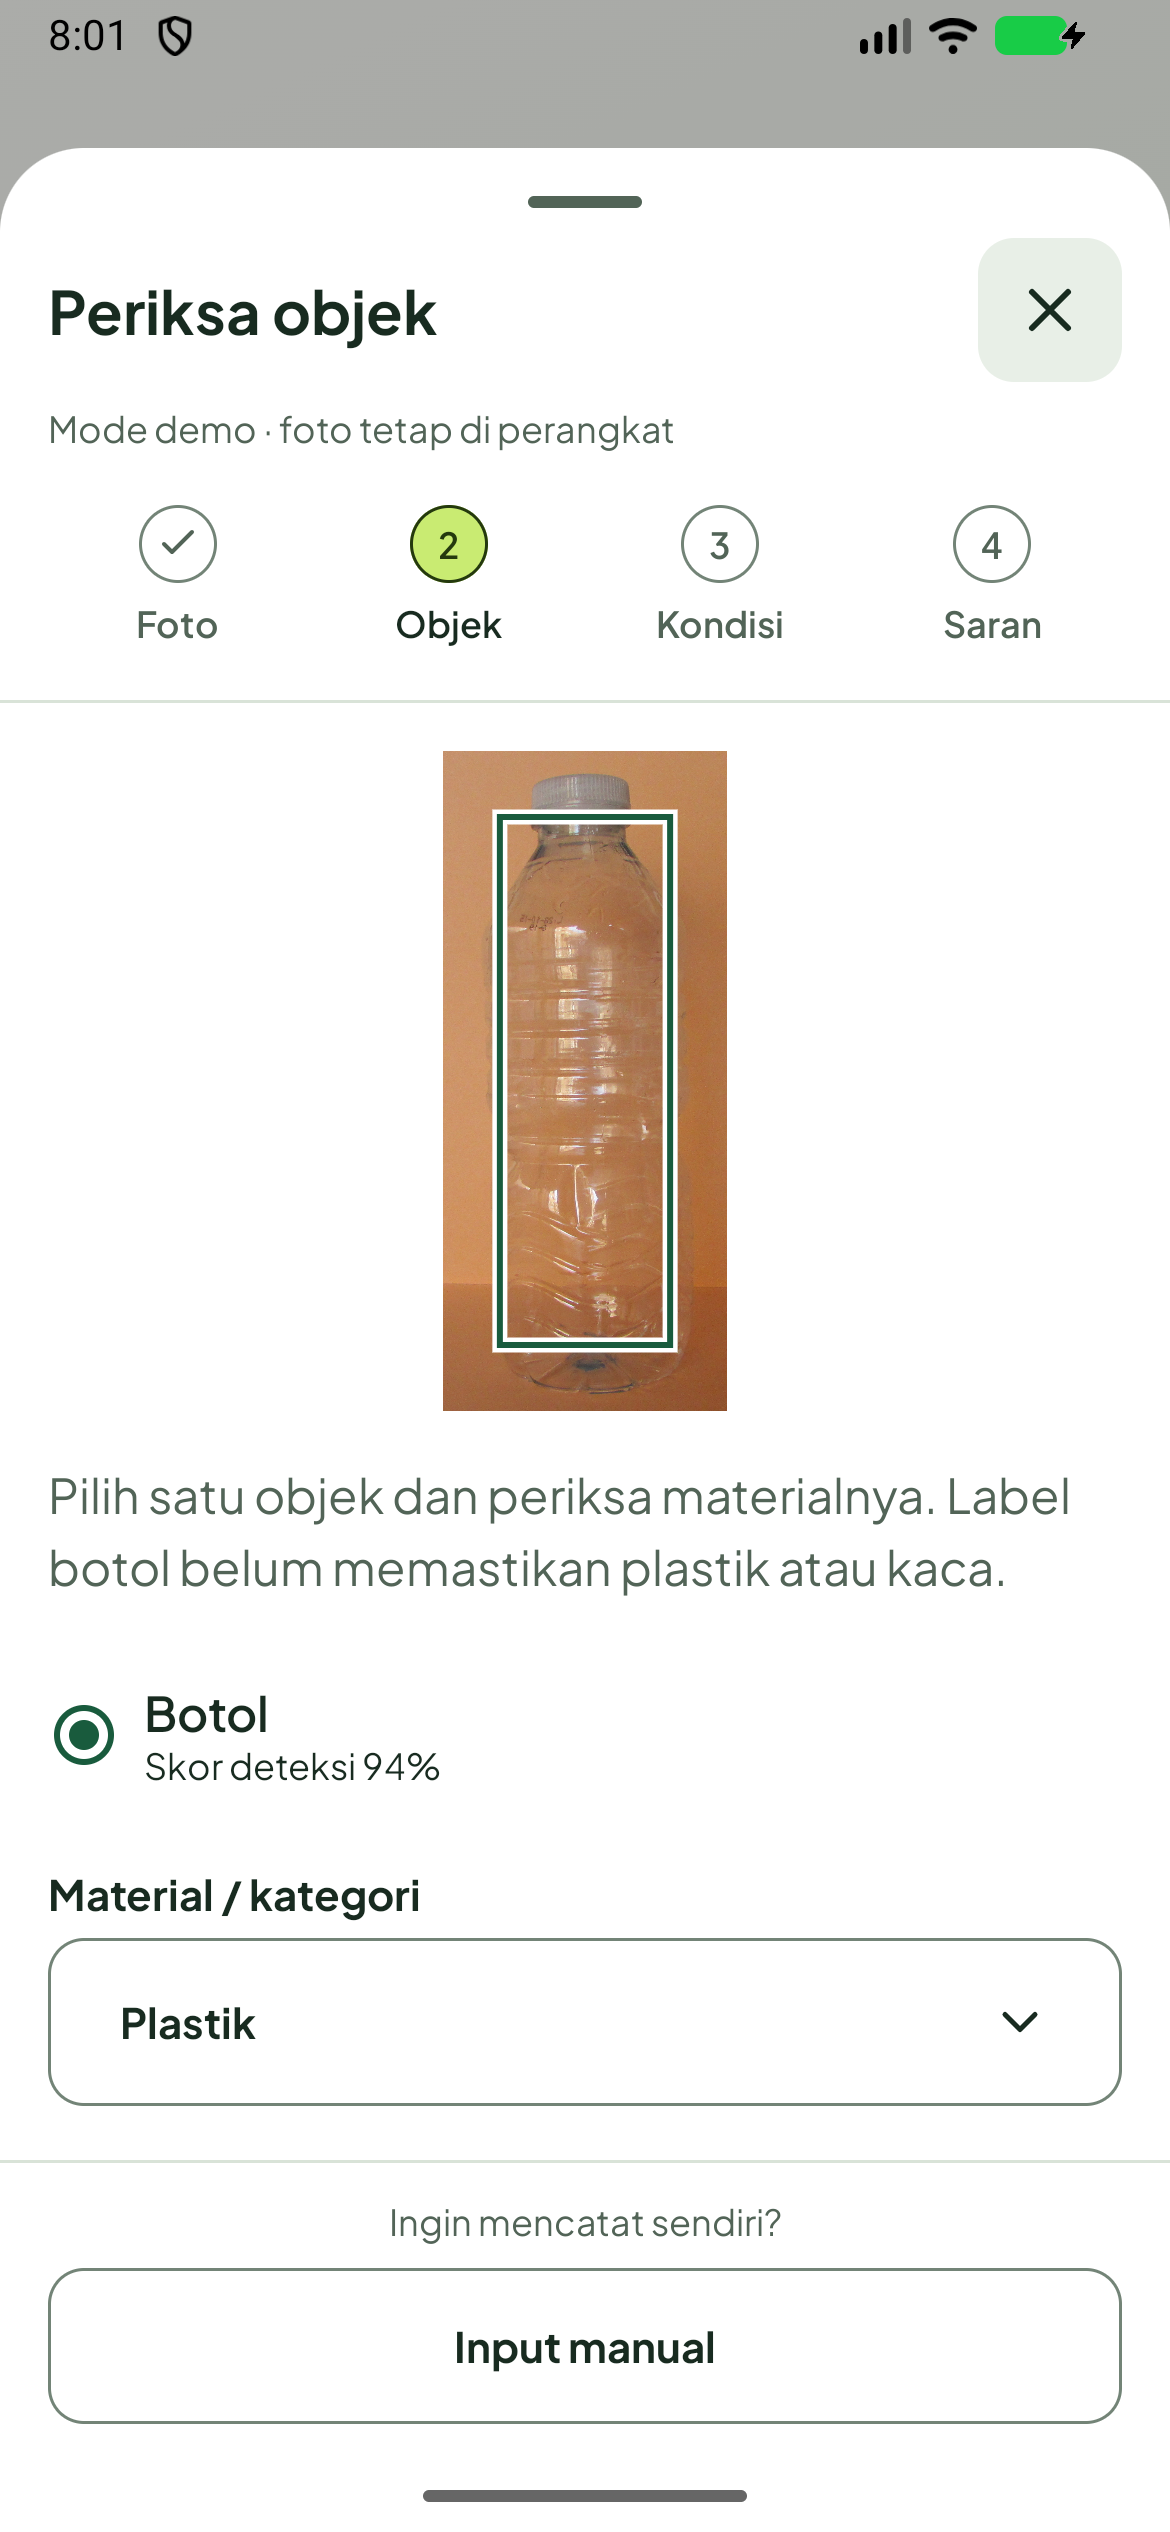 8:01
Periksa objek
Mode demo · foto tetap di perangkat
2
3
4
Foto
Objek
Kondisi
Saran
Pilih satu objek dan periksa materialnya. Label
botol belum memastikan plastik atau kaca.
Botol
Skor deteksi 94%
Material / kategori
Plastik
Ingin mencatat sendiri?
Input manual